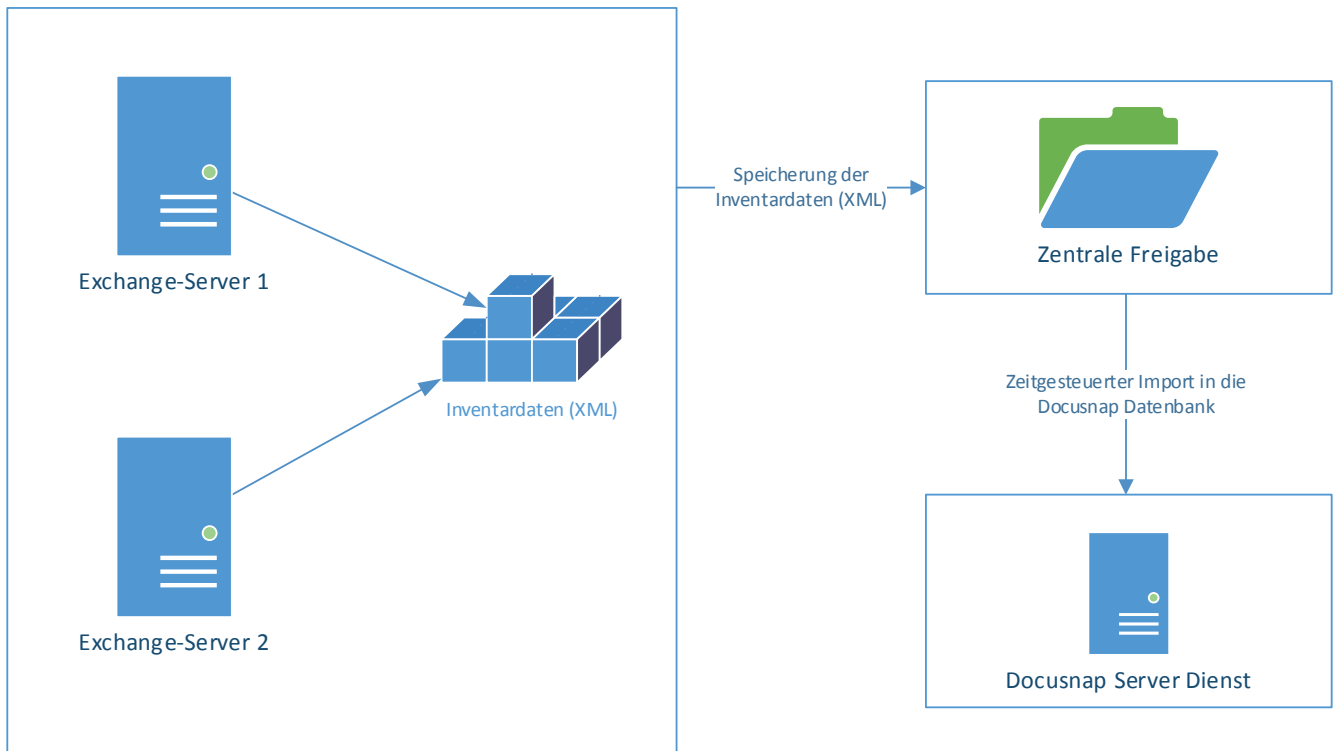 Exchange-Server 1
Inventardaten (XML)
Exchange-Server 2
Speicherung der
Inventardaten (XML)
Zentrale Freigabe
Zeitgesteuerter Import in die
Docusnap Datenbank
Docusnap Server Dienst